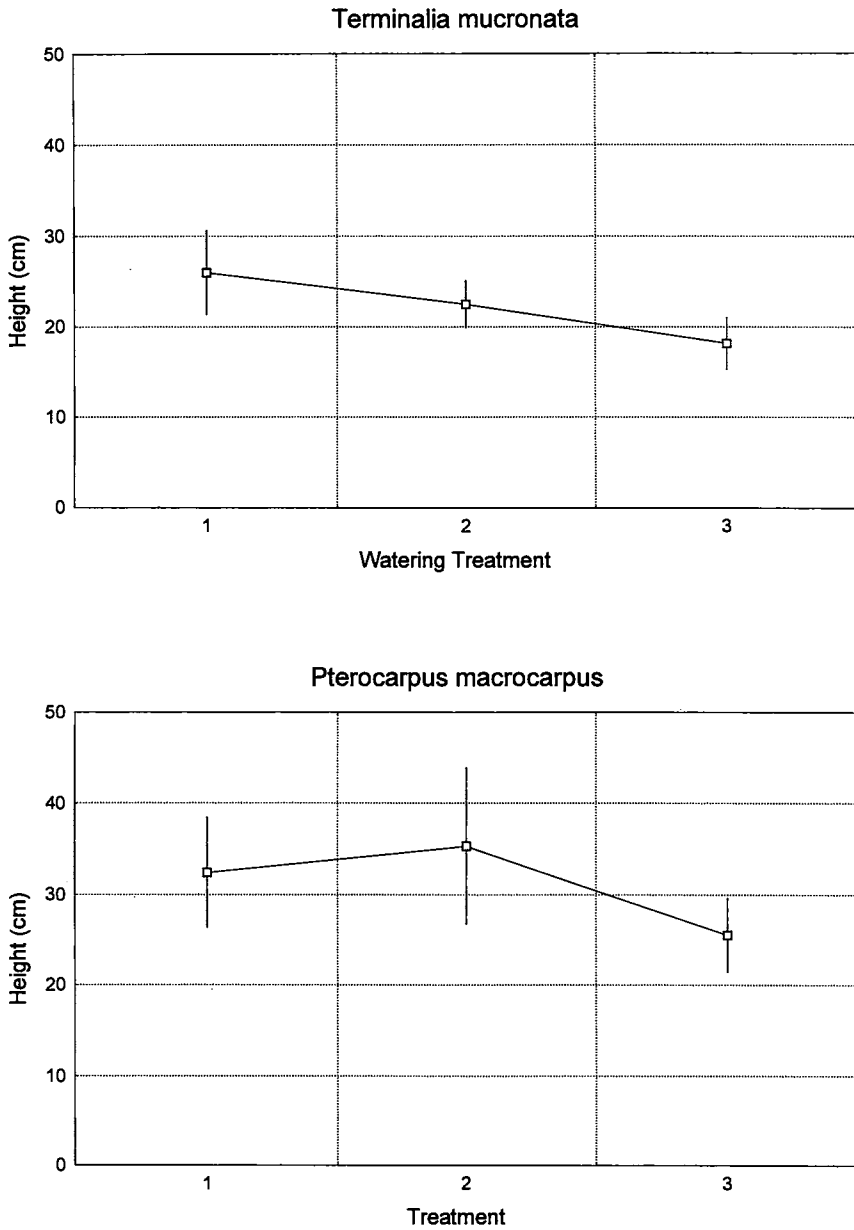 Terminalia mucronata
50
40
30
20
10
0
Height (cm)
1 2 3
Watering Treatment
Pterocarpus macrocarpus
50
40
30
20
10
0
Height (cm)
1 2 3
Treatment